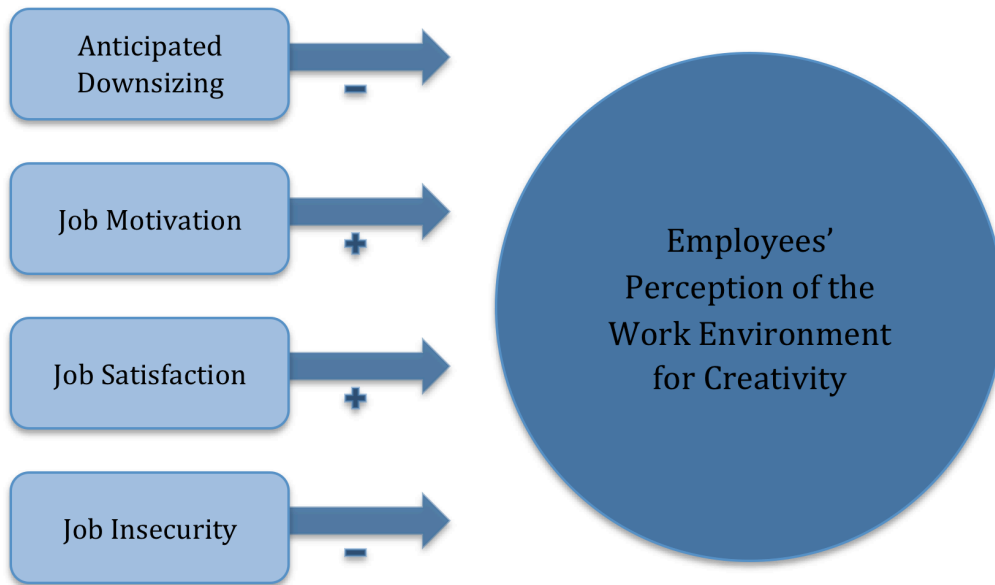 Anticipated
Downsizing
-
Job Motivation
+
Job Satisfaction
+
Job Insecurity
-
Employees’
Perception of the
Work Environment
for Creativity